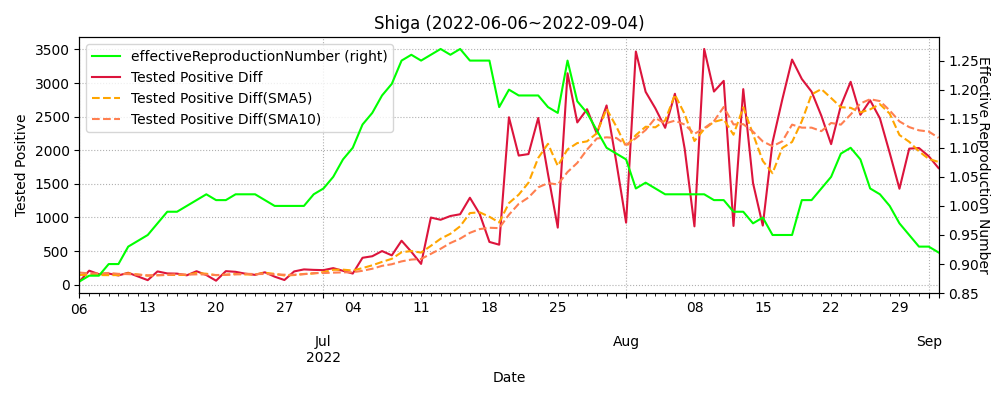 Shiga (2022-06-06~2022-09-04)
effectiveReproductionNumber (right)
Tested Positive Diff
Tested Positive Diff(SMA5)
Tested Positive Diff(SMA10)
Tested Positive
3500
3000
2500
2000
1500
1000
500
0
1.25
1.20
1.15
1.10
1.05
1.00
0.95
0.90
0.85
Effective Reproduction Number
06 13 20 27 04 11 18 25 08 15 22 29
Jul Aug Sep
2022
Date